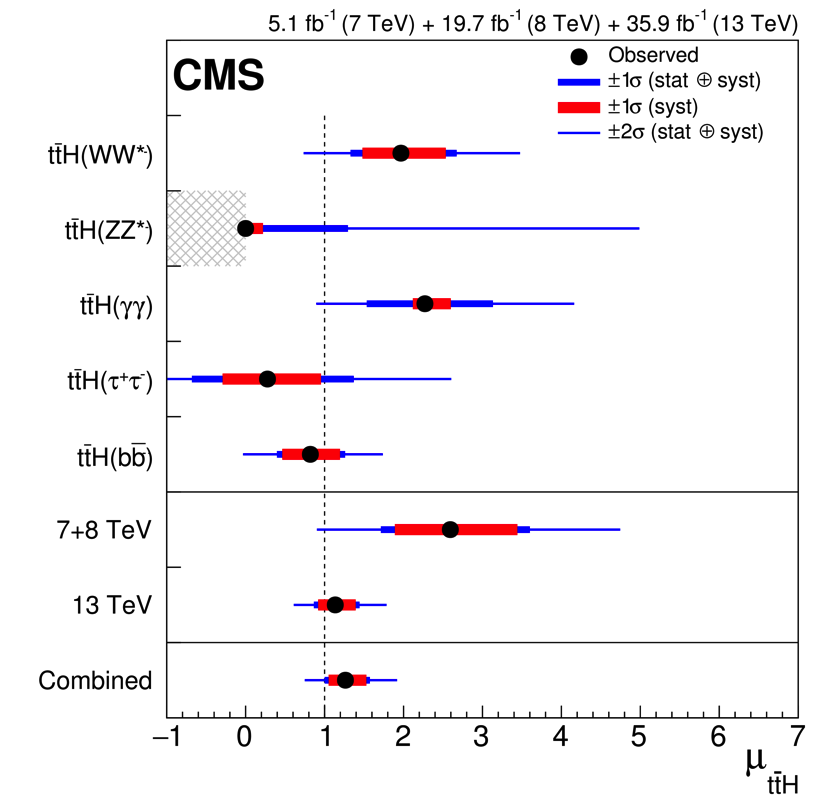 5.1 fb⁻¹ (7 TeV) + 19.7 fb⁻¹ (8 TeV) + 35.9 fb⁻¹ (13 TeV)
CMS
Observed
±1σ (stat ⊕ syst)
±1σ (syst)
±2σ (stat ⊕ syst)
tt̄H(WW*)
tt̄H(ZZ*)
tt̄H(γγ)
tt̄H(τ⁺τ⁻)
tt̄H(bb̄)
7+8 TeV
13 TeV
Combined
−1 0 1 2 3 4 5 6 7
μ tt̄H